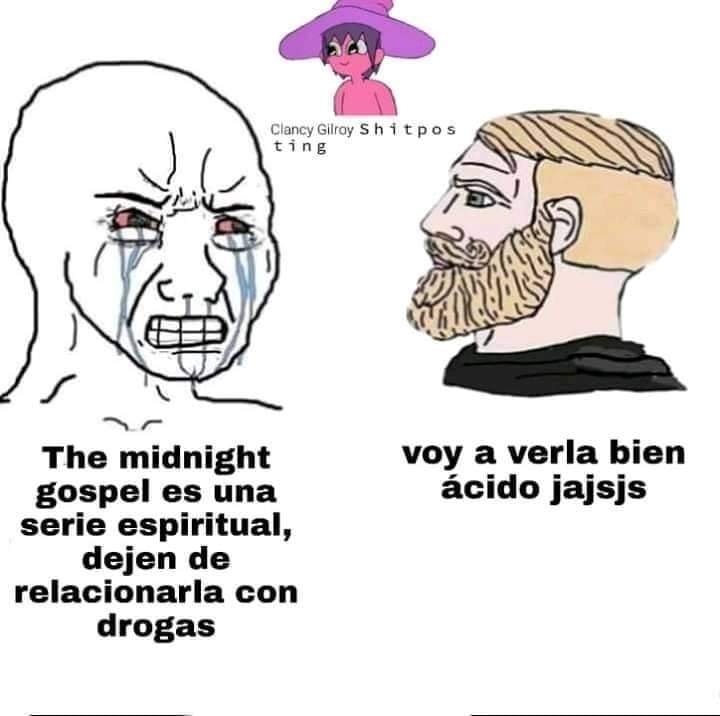 Clancy Gilroy Shitpos
ting
The midnight
gospel es una
serie espiritual,
dejen de
relacionarla con
drogas
voy a verla bien
ácido jajsjs